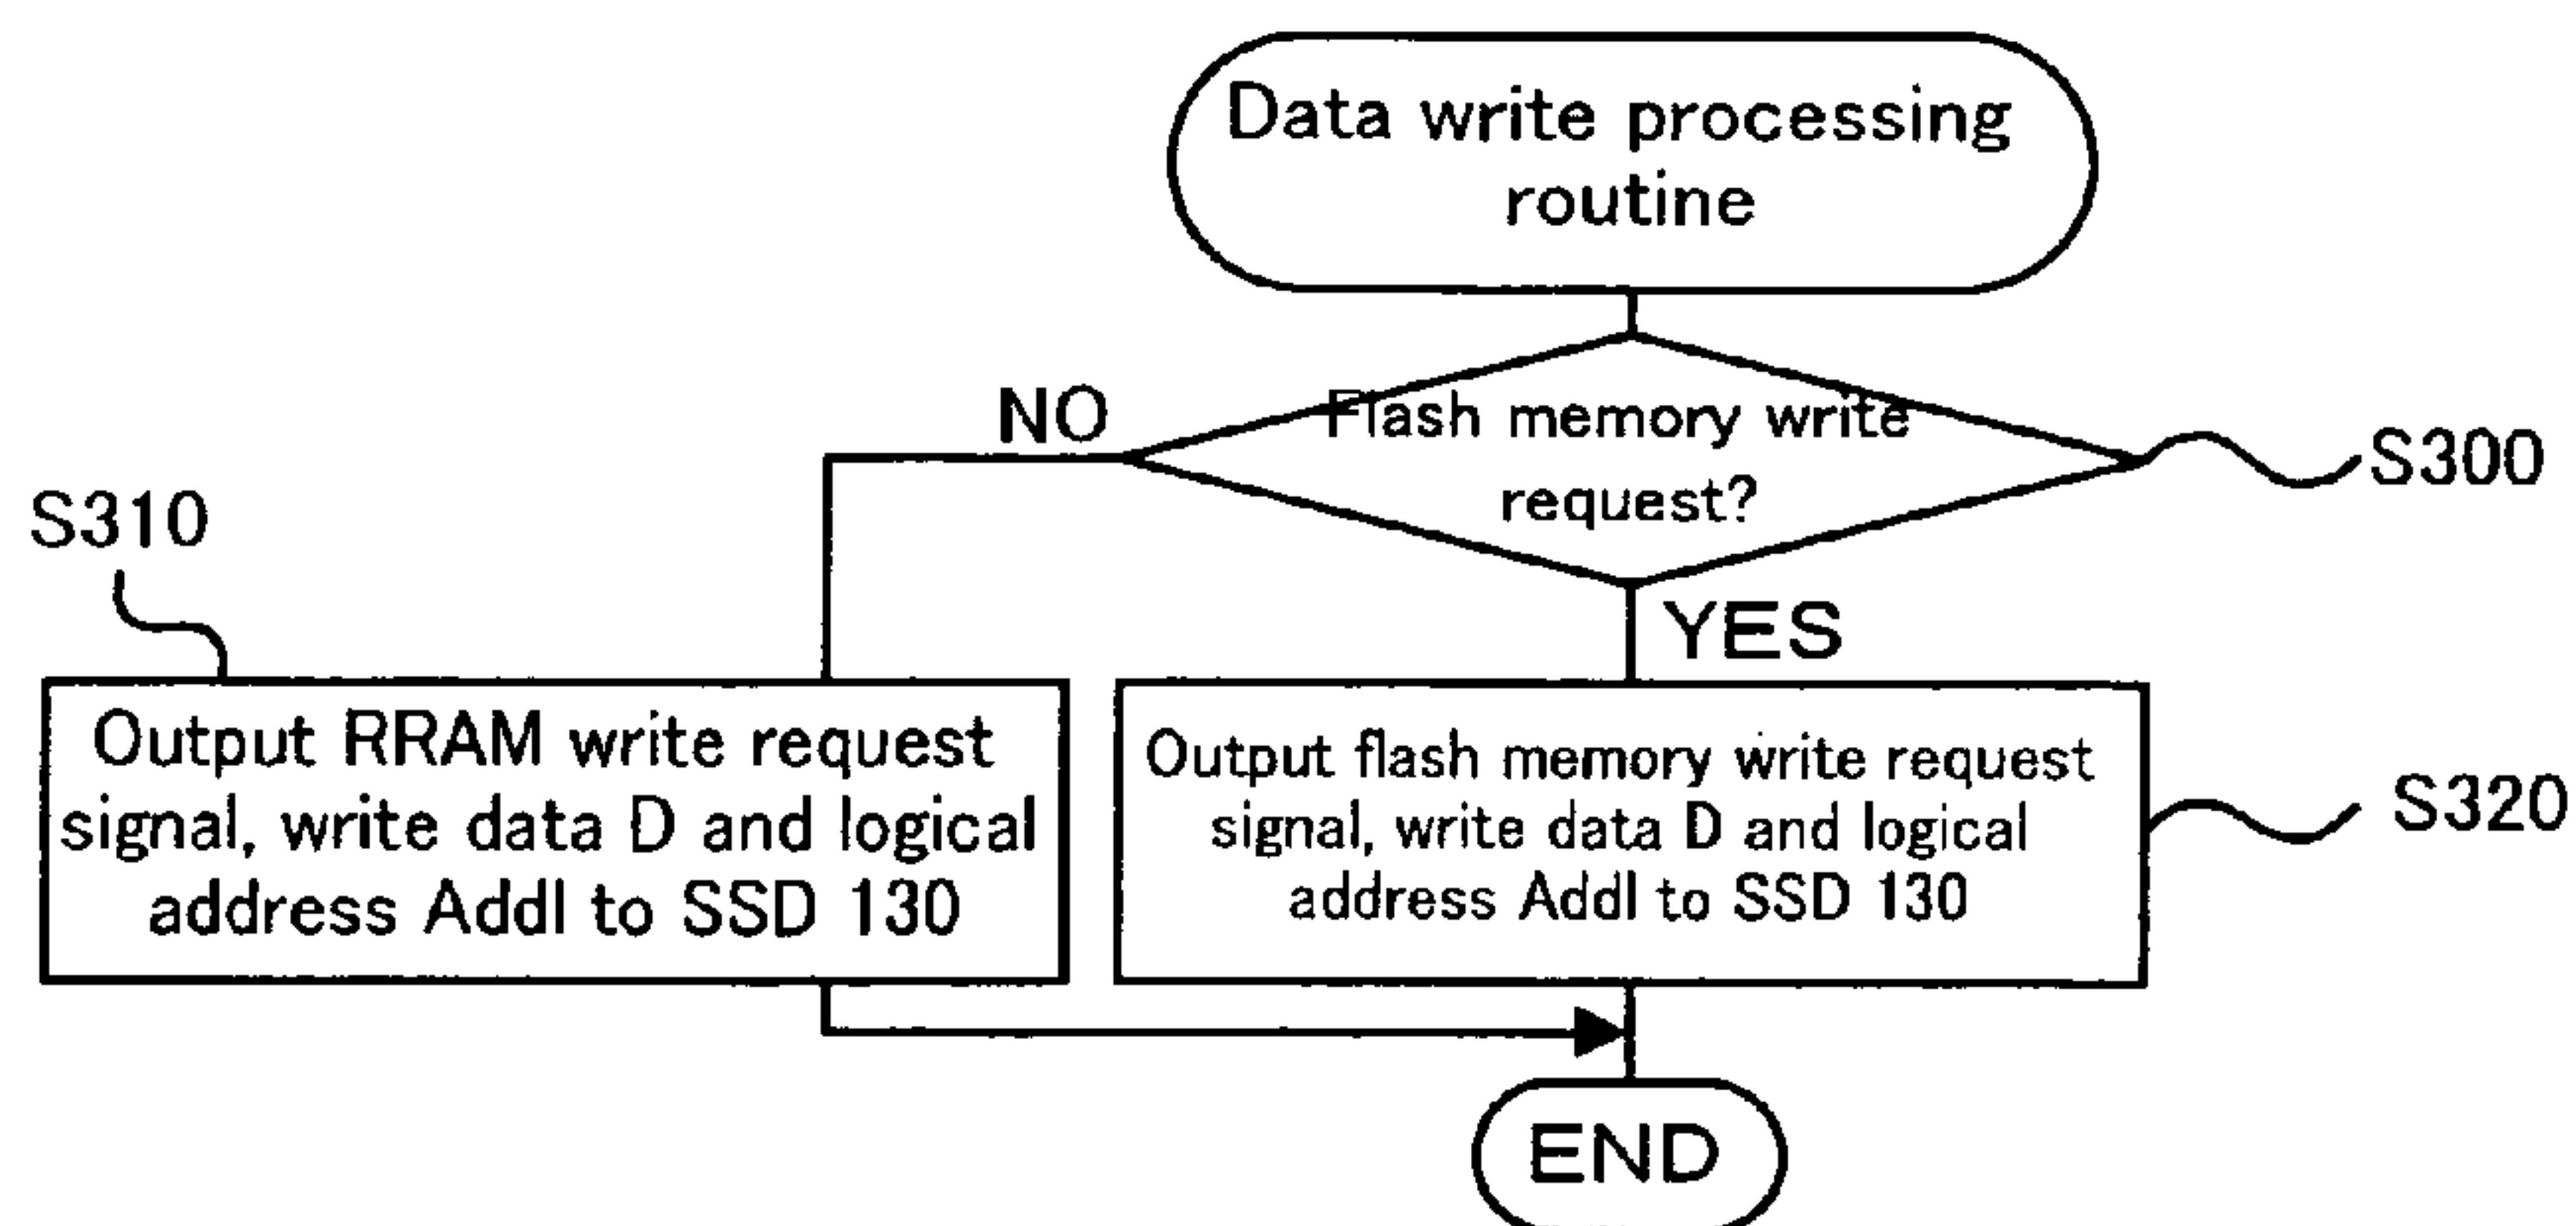 Data write processing
routine
NO
Flash memory write
request?
S300
S310
YES
Output RRAM write request
signal, write data D and logical
address Addl to SSD 130
Output flash memory write request
signal, write data D and logical
address Addl to SSD 130
S320
END